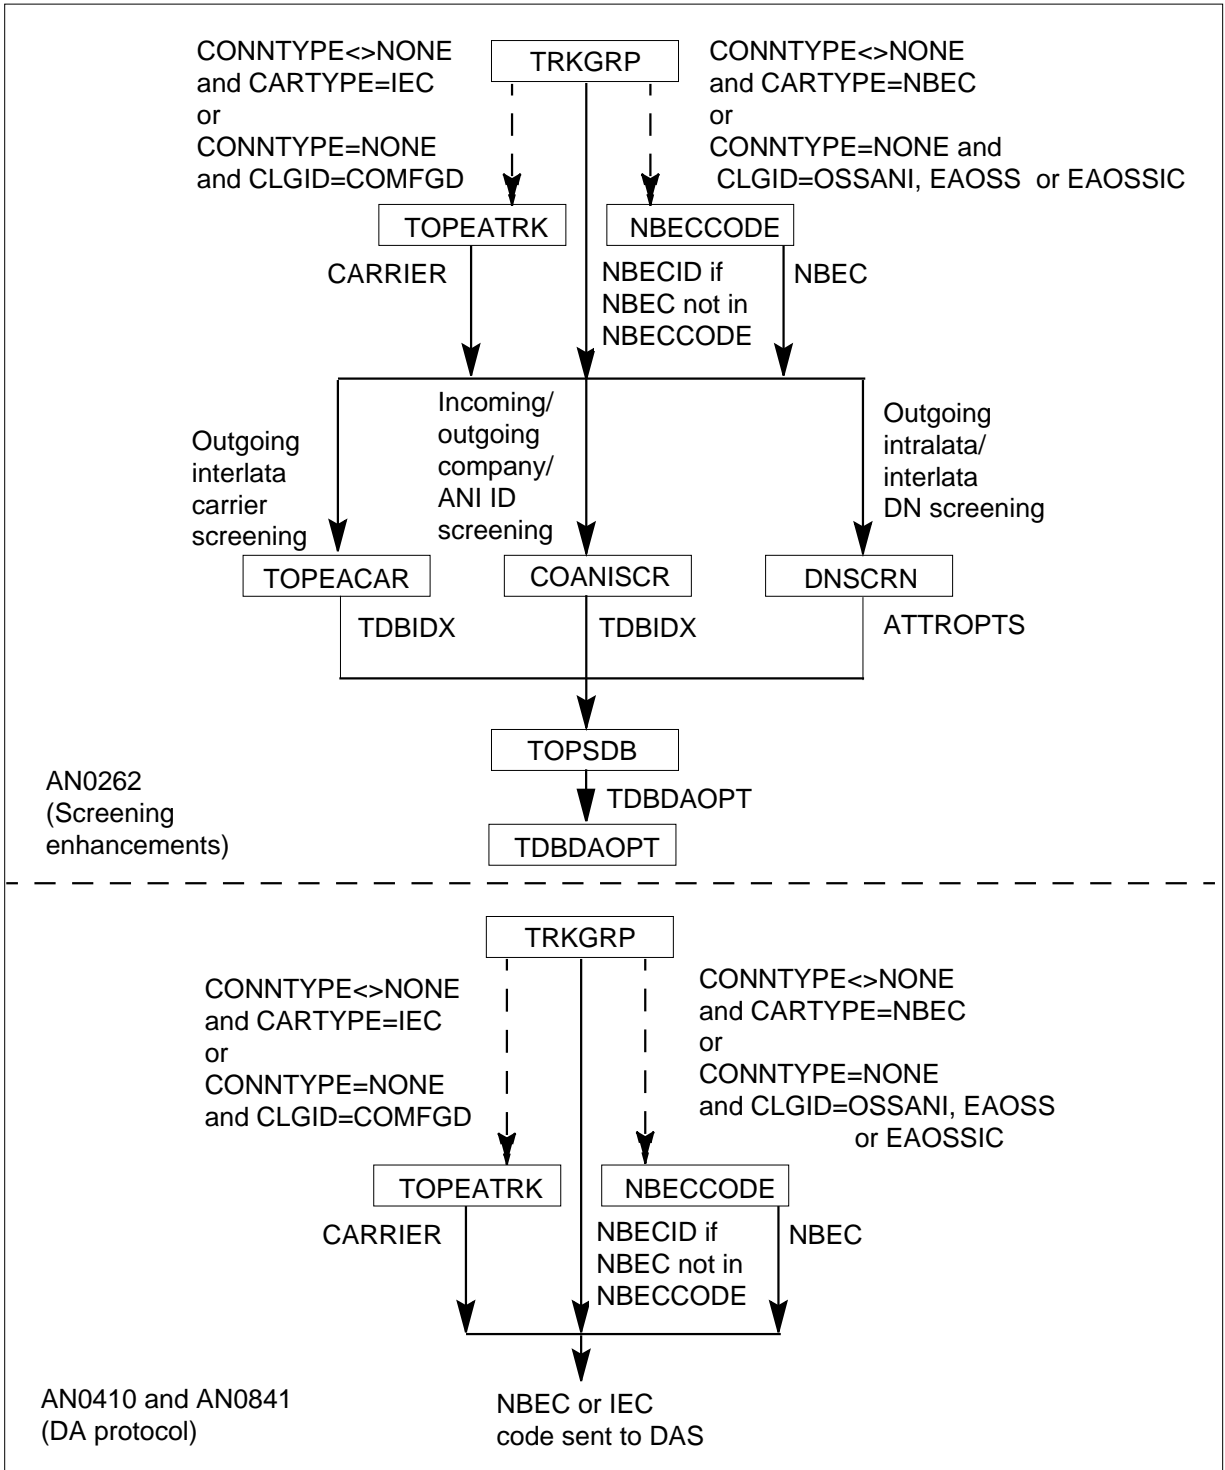 CONNTYPE<>NONE
and CARTYPE=IEC
or
CONNTYPE=NONE
and CLGID=COMFGD
TRKGRP
CONNTYPE<>NONE
and CARTYPE=NBEC
or
CONNTYPE=NONE and
CLGID=OSSANI, EAOSS or EAOSSIC
TOPEATRK
NBECCODE
CARRIER
NBECID if
NBEC not in
NBECCODE
NBEC
Outgoing
interlata
carrier
screening
Incoming/
outgoing
company/
ANI ID
screening
Outgoing
intralata/
interlata
DN screening
TOPEACAR
COANISCR
DNSCRN
TDBIDX
TDBIDX
ATTROPTS
TOPSDB
TDBDAOPT
TDBDAOPT
AN0262
(Screening
enhancements)
TRKGRP
CONNTYPE<>NONE
and CARTYPE=IEC
or
CONNTYPE=NONE
and CLGID=COMFGD
CONNTYPE<>NONE
and CARTYPE=NBEC
or
CONNTYPE=NONE
and CLGID=OSSANI, EAOSS
or EAOSSIC
TOPEATRK
NBECCODE
CARRIER
NBECID if
NBEC not in
NBECCODE
NBEC
AN0410 and AN0841
(DA protocol)
NBEC or IEC
code sent to DAS